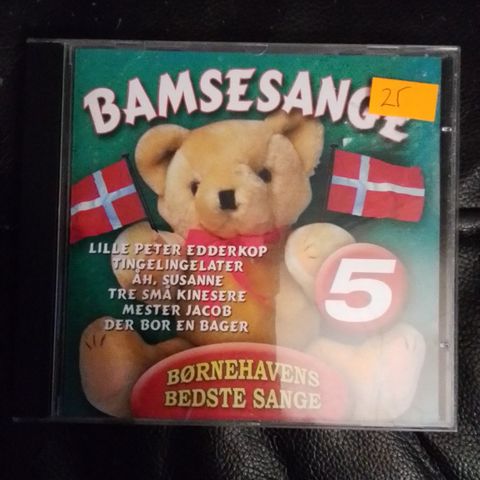 BAMSESANGE
25
LILLE PETER EDDERKOP
TINGELINGELATER
ÅH, SUSANNE
TRE SMÅ KINESERE
MESTER JACOB
DER BOR EN BAGER
5
BØRNEHAVENS
BEDSTE SANGE